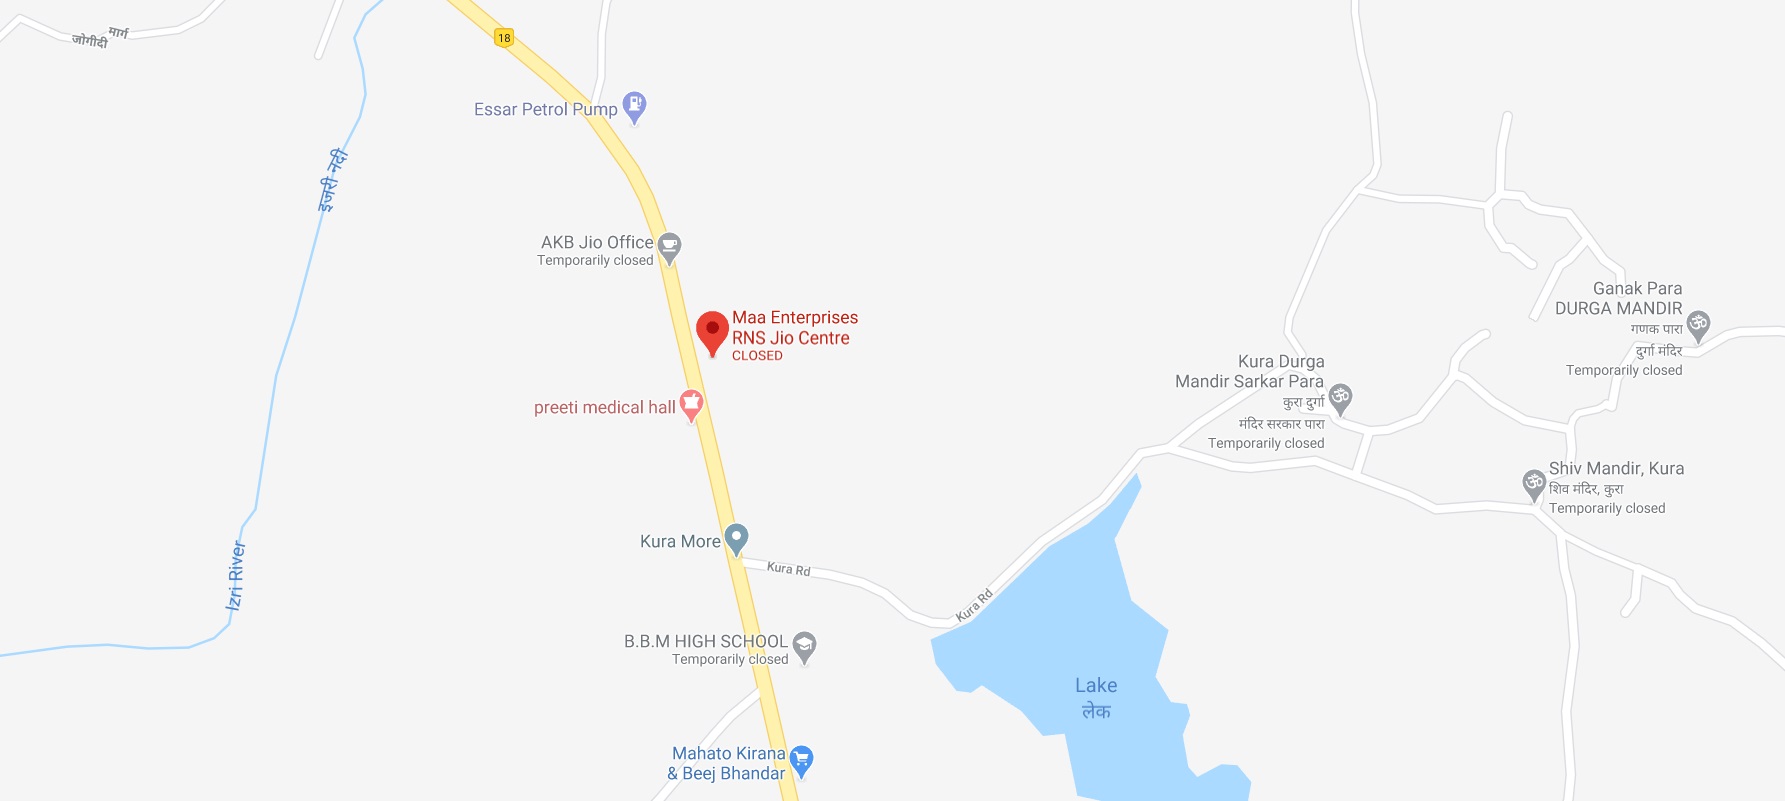 मार्ग
जोगीदी
18
Essar Petrol Pump
इजरी नदी
AKB Jio Office
Temporarily closed
Maa Enterprises
RNS Jio Centre
CLOSED
Ganak Para
DURGA MANDIR
गणक पारा
दुर्गा मंदिर
Temporarily closed
Kura Durga
Mandir Sarkar Para
कुरा दुर्गा
मंदिर सरकार पारा
Temporarily closed
preeti medical hall
Shiv Mandir, Kura
शिव मंदिर, कुरा
Temporarily closed
Kura More
Kura Rd
Kura Rd
Izri River
B.B.M HIGH SCHOOL
Temporarily closed
Lake
लेक
Mahato Kirana
& Beej Bhandar